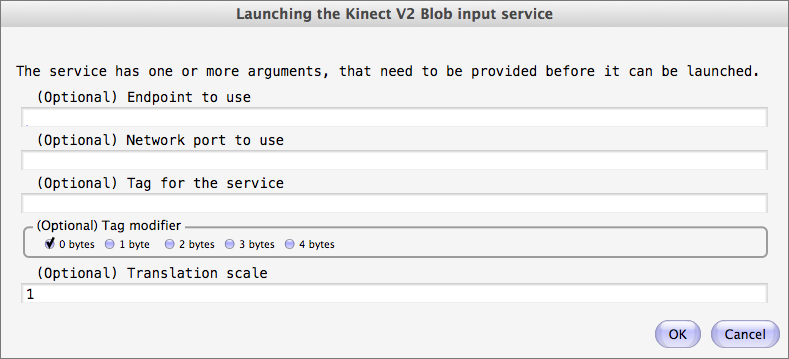 Launching the Kinect V2 Blob input service
The service has one or more arguments, that need to be provided before it can be launched.
(Optional) Endpoint to use
(Optional) Network port to use
(Optional) Tag for the service
(Optional) Tag modifier
0 bytes 1 byte 2 bytes 3 bytes 4 bytes
(Optional) Translation scale
1
OK Cancel